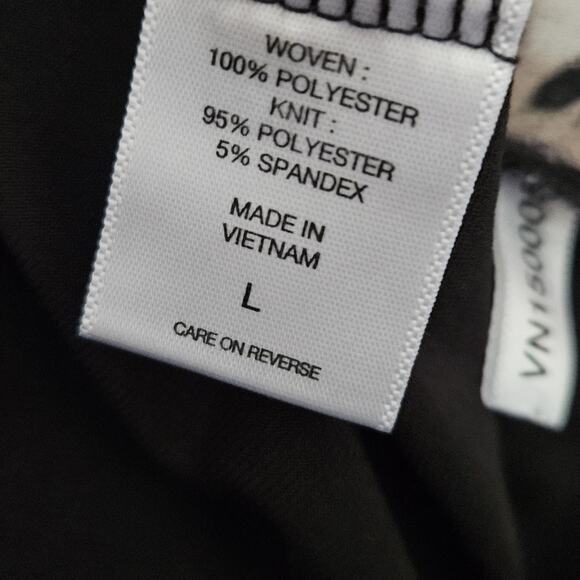 WOVEN :
100% POLYESTER
KNIT :
95% POLYESTER
5% SPANDEX
MADE IN
VIETNAM
L
CARE ON REVERSE